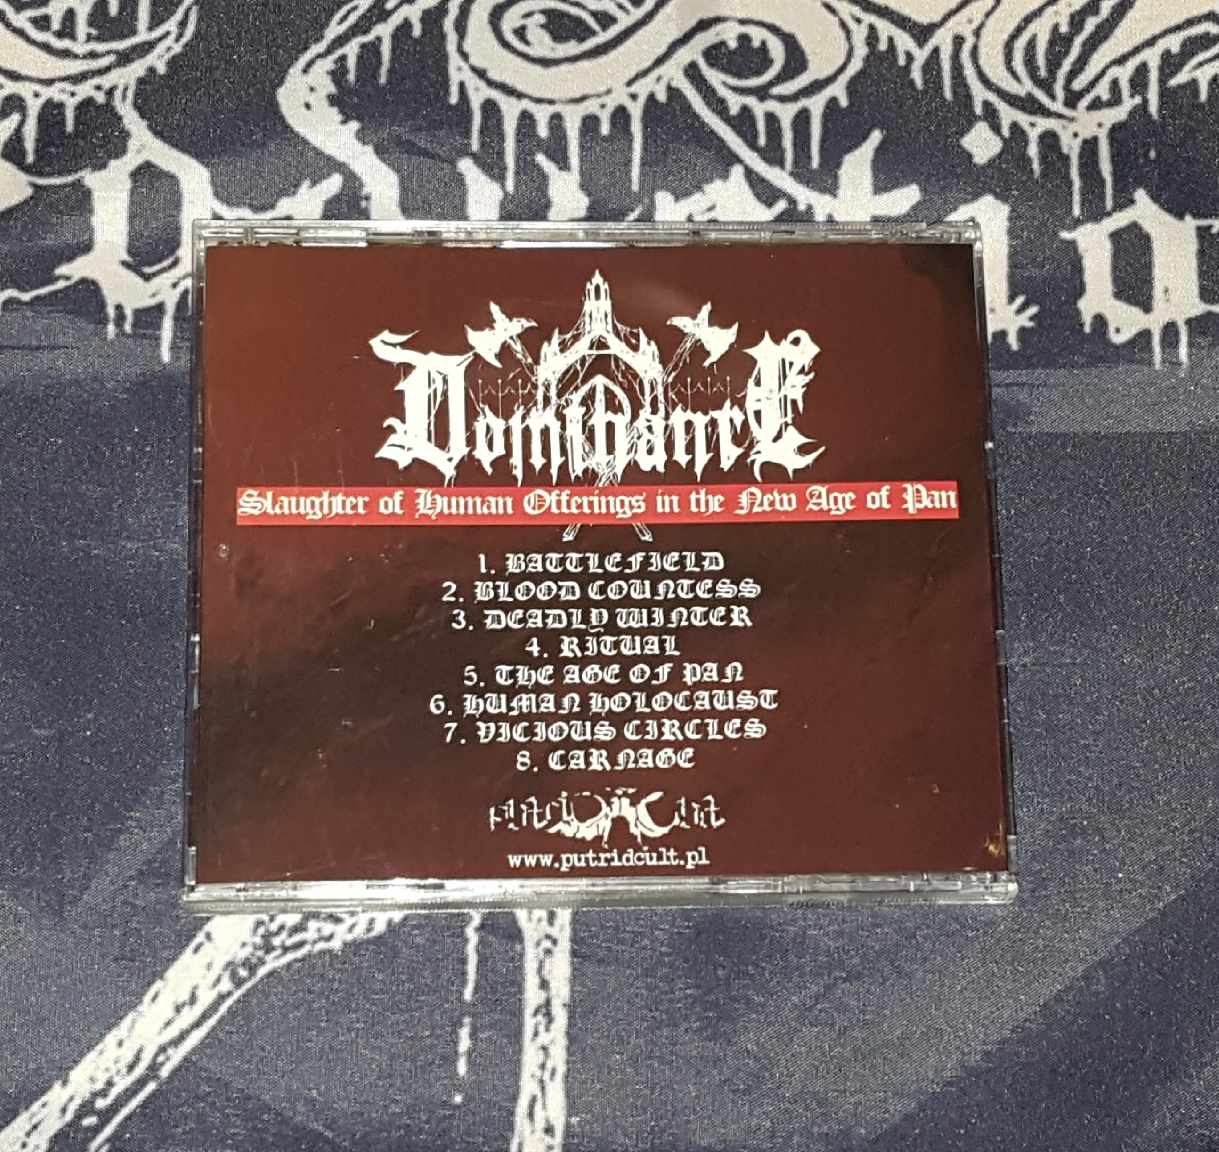 Dominance
Slaughter of Human Offerings in the New Age of Pan
1. BATTLEFIELD
2. BLOOD COUNTESS
3. DEADLY WINTER
4. RITUAL
5. THE AGE OF PAN
6. HUMAN HOLOCAUST
7. VICIOUS CIRCLES
8. CARNAGE
www.putridcult.pl